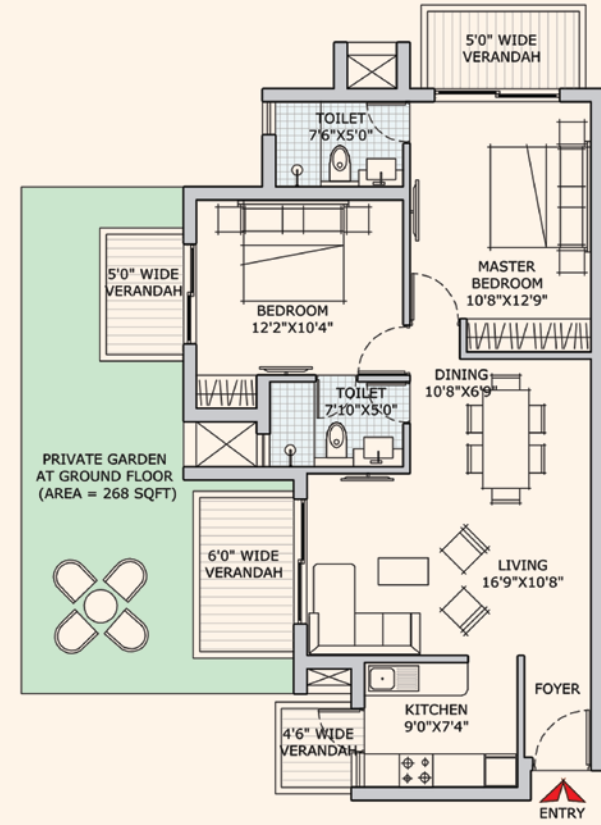 5'0" WIDE
VERANDAH
TOILET
7'6"X5'0"
MASTER
BEDROOM
10'8"X12'9"
5'0" WIDE
VERANDAH
BEDROOM
12'2"X10'4"
DINING
10'8"X6'9"
TOILET
7'10"X5'0"
PRIVATE GARDEN
AT GROUND FLOOR
(AREA = 268 SQFT)
6'0" WIDE
VERANDAH
LIVING
16'9"X10'8"
FOYER
KITCHEN
9'0"X7'4"
4'6" WIDE
VERANDAH
ENTRY